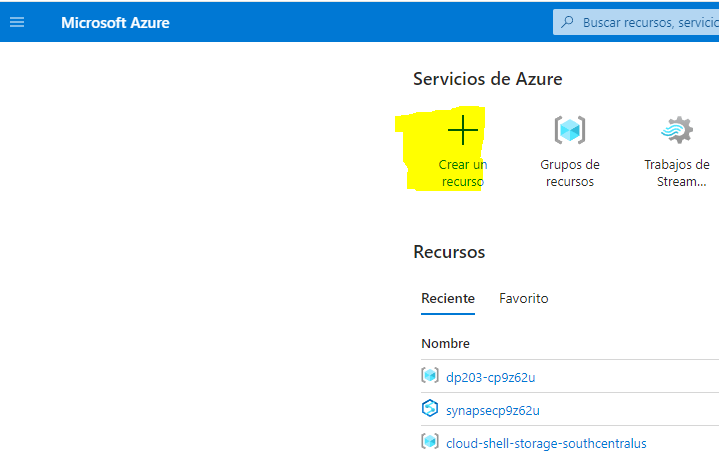 Microsoft Azure
Buscar recursos, servicio
Servicios de Azure
Crear un
recurso
Grupos de
recursos
Trabajos de
Stream...
Recursos
Reciente
Favorito
Nombre
dp203-cp9z62u
synapsecp9z62u
cloud-shell-storage-southcentralus